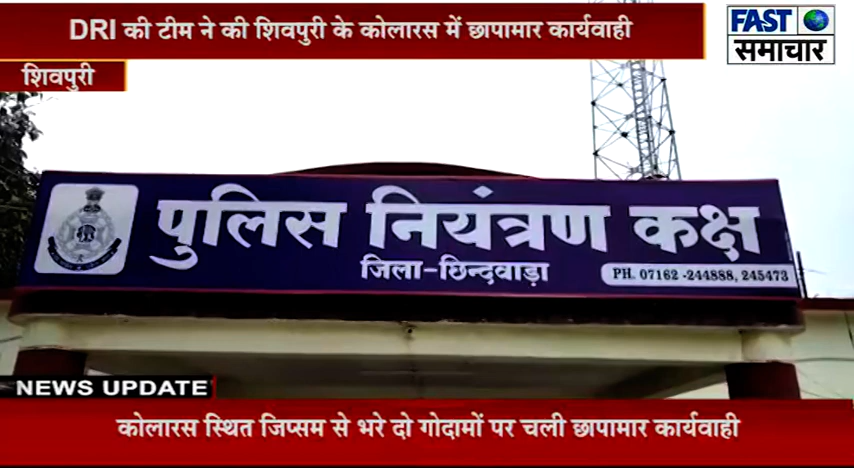 DRI की टीम ने की शिवपुरी के कोलारस में छापामार कार्यवाही
FAST
समाचार
शिवपुरी
पुलिस नियंत्रण कक्ष
जिला-छिन्दवाड़ा
PH. 07162 -244888, 245473
NEWS UPDATE
कोलारस स्थित जिप्सम से भरे दो गोदामों पर चली छापामार कार्यवाही